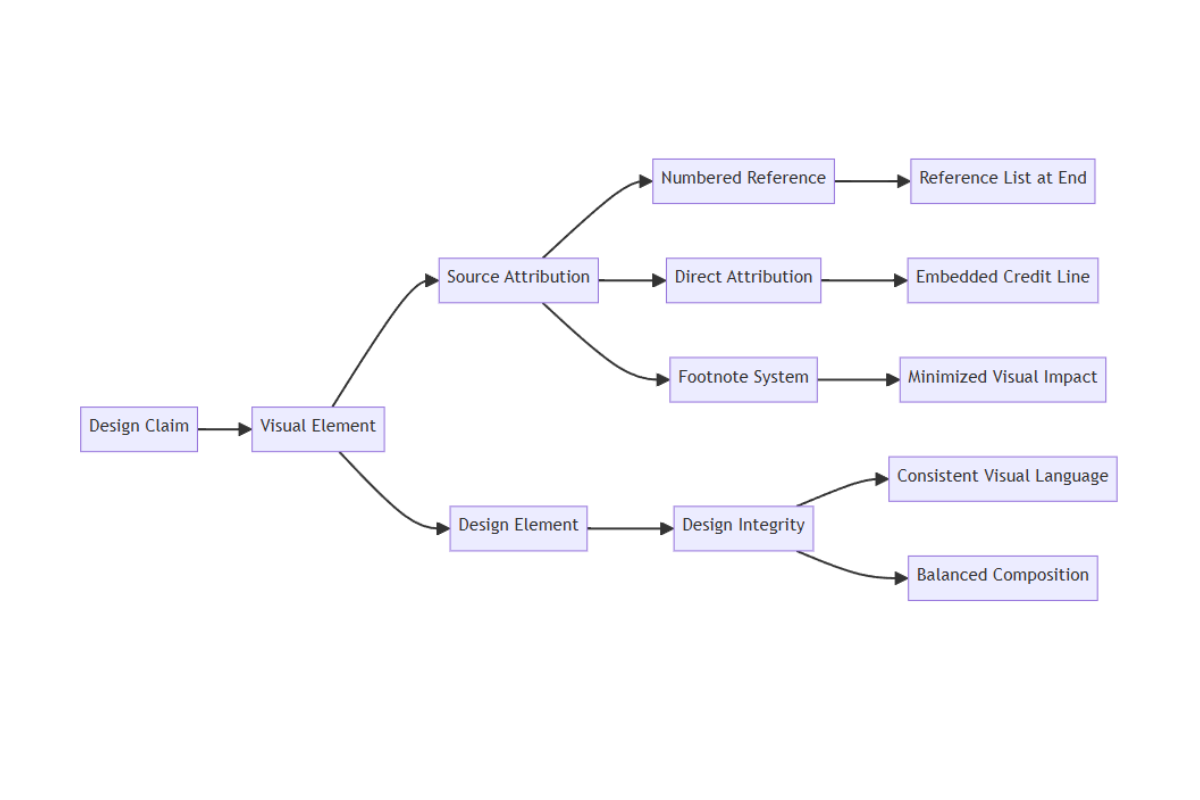 Numbered Reference
Reference List at End
Source Attribution
Direct Attribution
Embedded Credit Line
Footnote System
Minimized Visual Impact
Design Claim
Visual Element
Consistent Visual Language
Design Element
Design Integrity
Balanced Composition